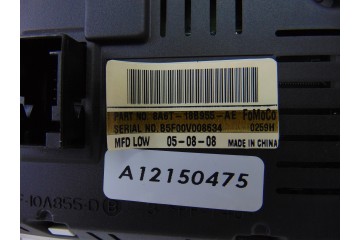 PART NO. 8A6T-18B955-AE FoMoCo
SERIAL NO. BSF00V008634 0259H
MFD LOW 05-08-08 MADE IN CHINA
A12150475
-10A855-D